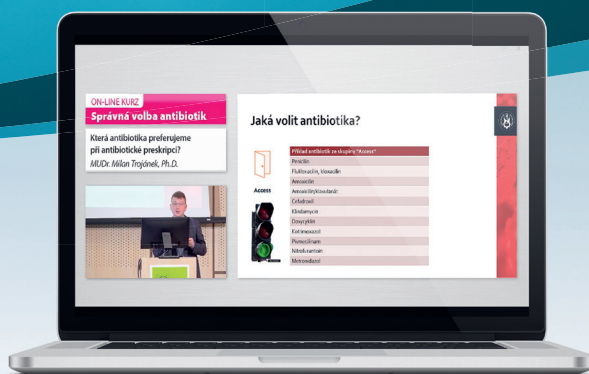 ON-LINE KURZ
Správná volba antibiotik
Která antibiotika preferujeme
při antibiotické preskripci?
MUDr. Milan Trojánek, Ph.D.
Jaká volit antibiotika?
Access
Příklad antibiotik ze skupiny "Access"
Penicilin
Flukloxacilin, kloxacilin
Amoxicilin
Amoxicilin/klavulanát
Cefadroxil
Klindamycin
Doxycyklin
Kotrimoxazol
Pivmecilinam
Nitrofurantoin
Metronidazol